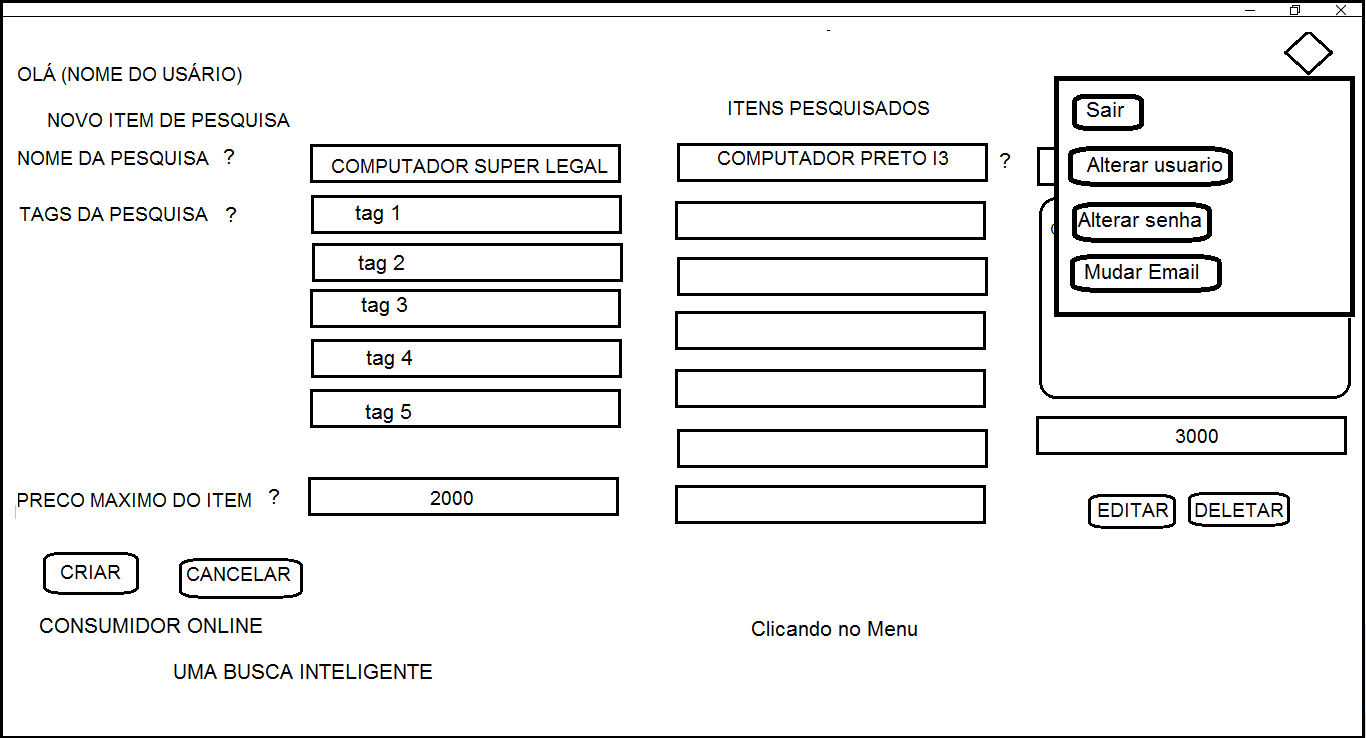 OLÁ (NOME DO USÁRIO)
NOVO ITEM DE PESQUISA
NOME DA PESQUISA ?
COMPUTADOR SUPER LEGAL
TAGS DA PESQUISA ?
tag 1
tag 2
tag 3
tag 4
tag 5
PRECO MAXIMO DO ITEM ?
2000
CRIAR
CANCELAR
CONSUMIDOR ONLINE
UMA BUSCA INTELIGENTE
ITENS PESQUISADOS
COMPUTADOR PRETO I3 ?
Sair
Alterar usuario
Alterar senha
Mudar Email
3000
EDITAR
DELETAR
Clicando no Menu